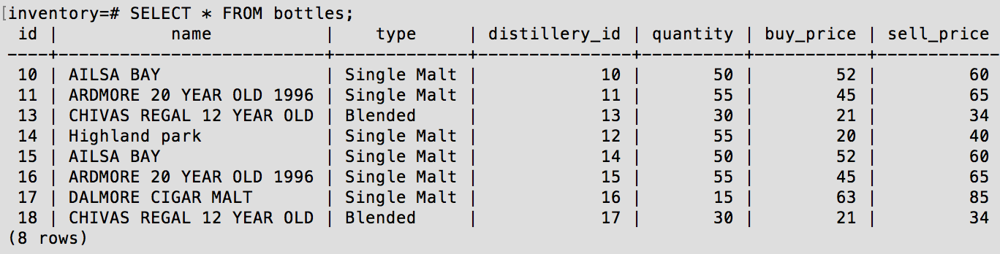 [inventory=# SELECT * FROM bottles;
 id |            name            |    type     | distillery_id | quantity | buy_price | sell_price
----+----------------------------+-------------+---------------+----------+-----------+------------
 10 | AILSA BAY                  | Single Malt |            10 |       50 |        52 |         60
 11 | ARDMORE 20 YEAR OLD 1996   | Single Malt |            11 |       55 |        45 |         65
 13 | CHIVAS REGAL 12 YEAR OLD   | Blended     |            13 |       30 |        21 |         34
 14 | Highland park              | Single Malt |            12 |       55 |        20 |         40
 15 | AILSA BAY                  | Single Malt |            14 |       50 |        52 |         60
 16 | ARDMORE 20 YEAR OLD 1996   | Single Malt |            15 |       55 |        45 |         65
 17 | DALMORE CIGAR MALT         | Single Malt |            16 |       15 |        63 |         85
 18 | CHIVAS REGAL 12 YEAR OLD   | Blended     |            17 |       30 |        21 |         34
(8 rows)